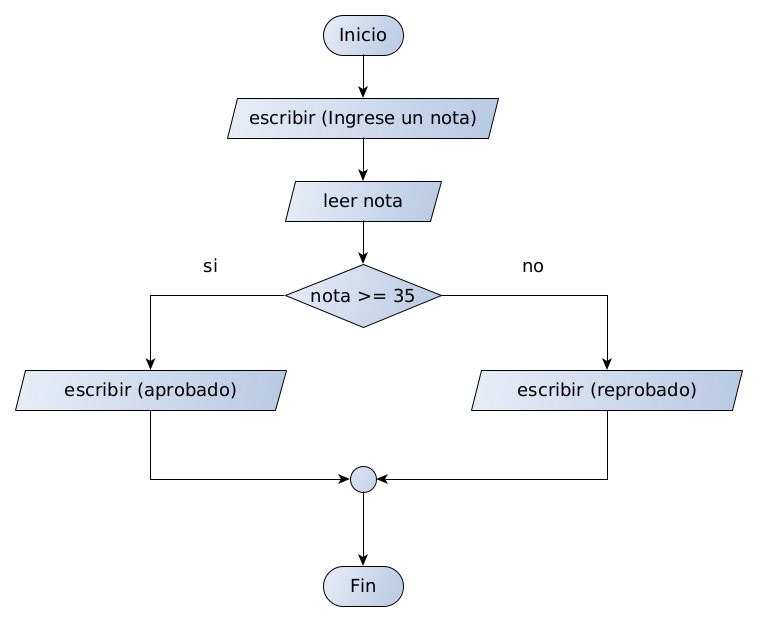 Inicio
escribir (Ingrese un nota)
leer nota
si
no
nota >= 35
escribir (aprobado)
escribir (reprobado)
Fin